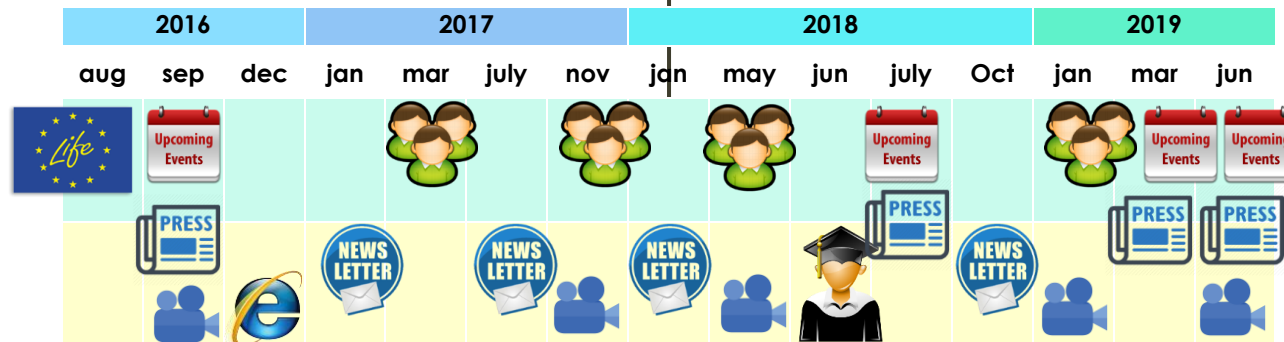 2016 2017 2018 2019
aug sep dec jan mar july nov jan may jun july Oct jan mar jun
Life
Upcoming
Events
Upcoming
Events
Upcoming
Events
Upcoming
Events
PRESS
PRESS
PRESS
PRESS
NEWS
LETTER
NEWS
LETTER
NEWS
LETTER
NEWS
LETTER